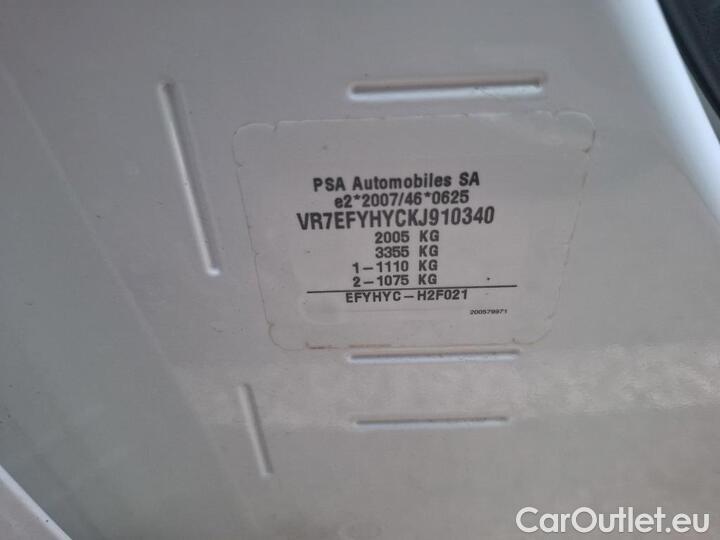 PSA Automobiles SA
e2*2007/46*0625
VR7EFYHYCKJ910340
2005 KG
3355 KG
1-1110 KG
2-1075 KG
EFYHYC-H2F021
200579971
CarOutlet.eu